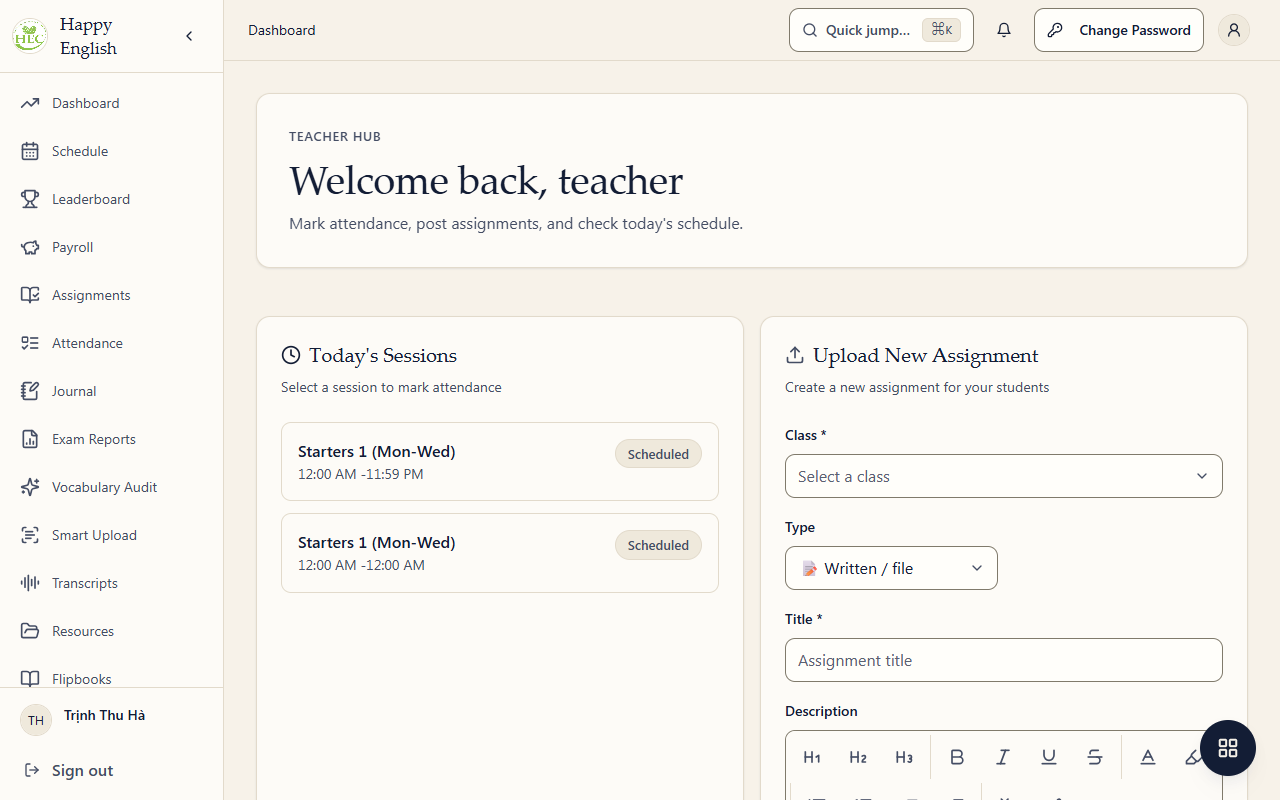 HEC
Happy
English
Dashboard
Quick jump...
⌘K
Change Password
Dashboard
Schedule
Leaderboard
Payroll
Assignments
Attendance
Journal
Exam Reports
Vocabulary Audit
Smart Upload
Transcripts
Resources
Flipbooks
TH
Trịnh Thu Hà
Sign out
TEACHER HUB
Welcome back, teacher
Mark attendance, post assignments, and check today's schedule.
Today's Sessions
Select a session to mark attendance
Starters 1 (Mon-Wed)
Scheduled
12:00 AM -11:59 PM
Starters 1 (Mon-Wed)
Scheduled
12:00 AM -12:00 AM
Upload New Assignment
Create a new assignment for your students
Class *
Select a class
Type
📝 Written / file
Title *
Assignment title
Description
H1 H2 H3 B I U S A